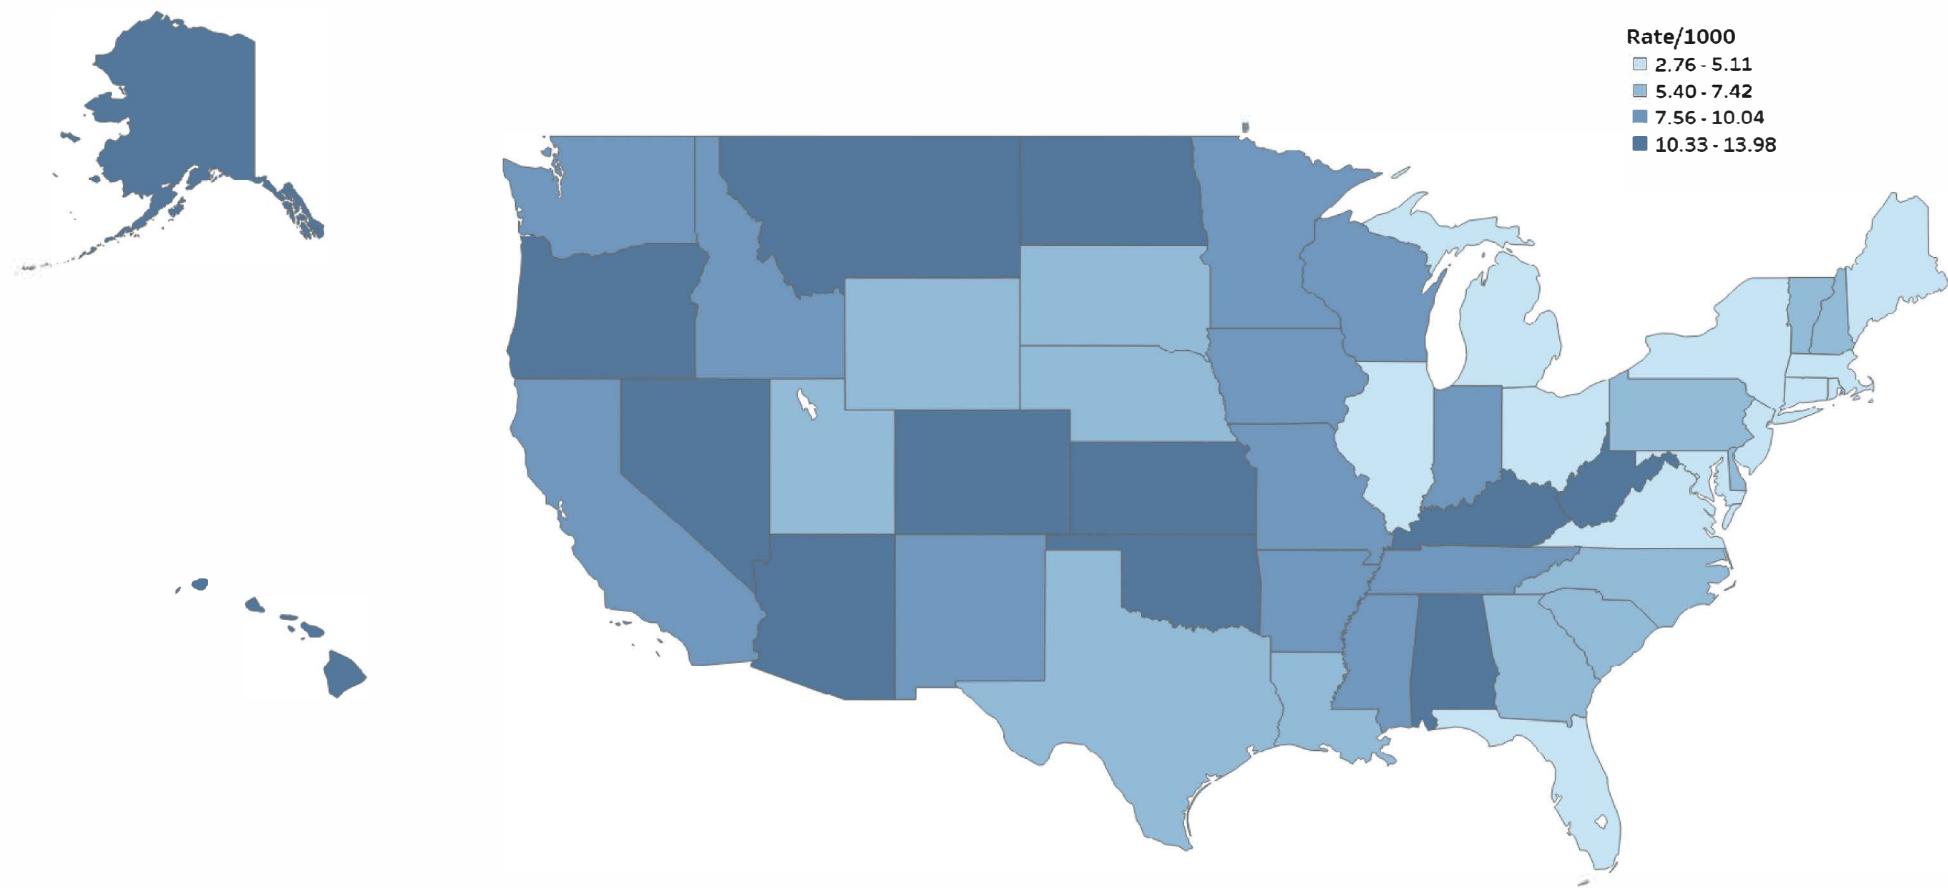 Rate/1000
2.76 - 5.11
5.40 - 7.42
7.56 - 10.04
10.33 - 13.98